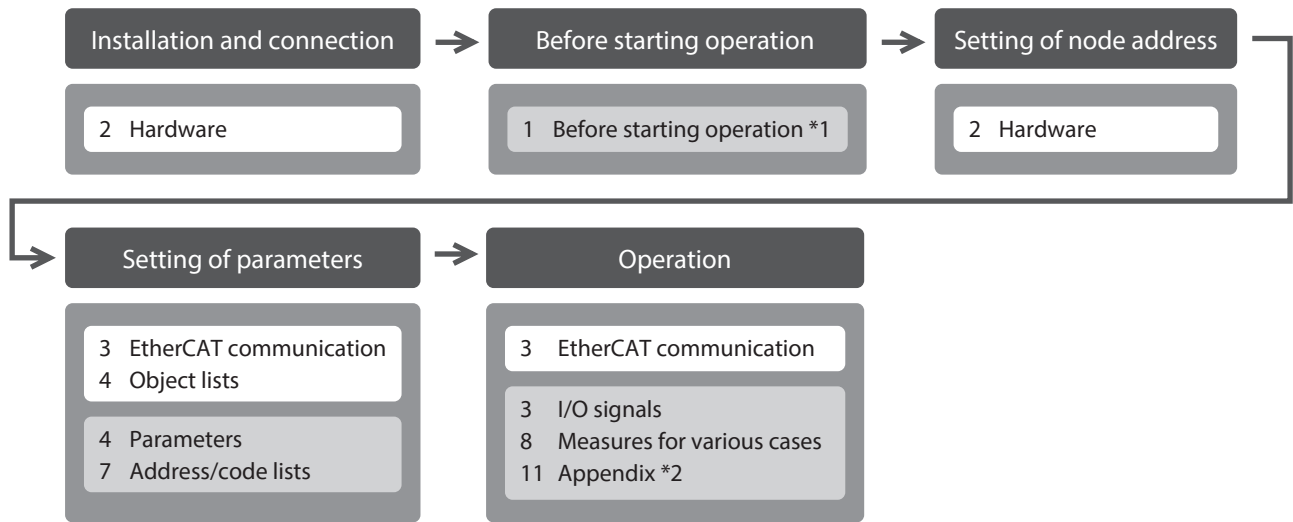 Installation and connection
Before starting operation
Setting of node address
2 Hardware
1 Before starting operation *1
2 Hardware
Setting of parameters
Operation
3 EtherCAT communication
4 Object lists
4 Parameters
7 Address/code lists
3 EtherCAT communication
3 I/O signals
8 Measures for various cases
11 Appendix *2